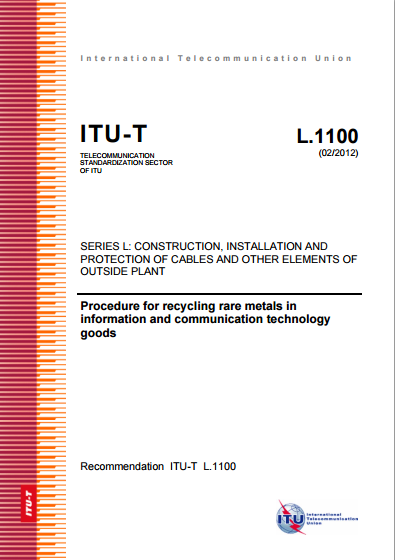 International Telecommunication Union
ITU-T
L.1100
TELECOMMUNICATION
(02/2012)
STANDARDIZATION SECTOR
OF ITU
SERIES L: CONSTRUCTION, INSTALLATION AND
PROTECTION OF CABLES AND OTHER ELEMENTS OF
OUTSIDE PLANT
Procedure for recycling rare metals in
information and communication technology
goods
Recommendation ITU-T L.1100
ITU-T
ITU
International
Telecommunication
Union